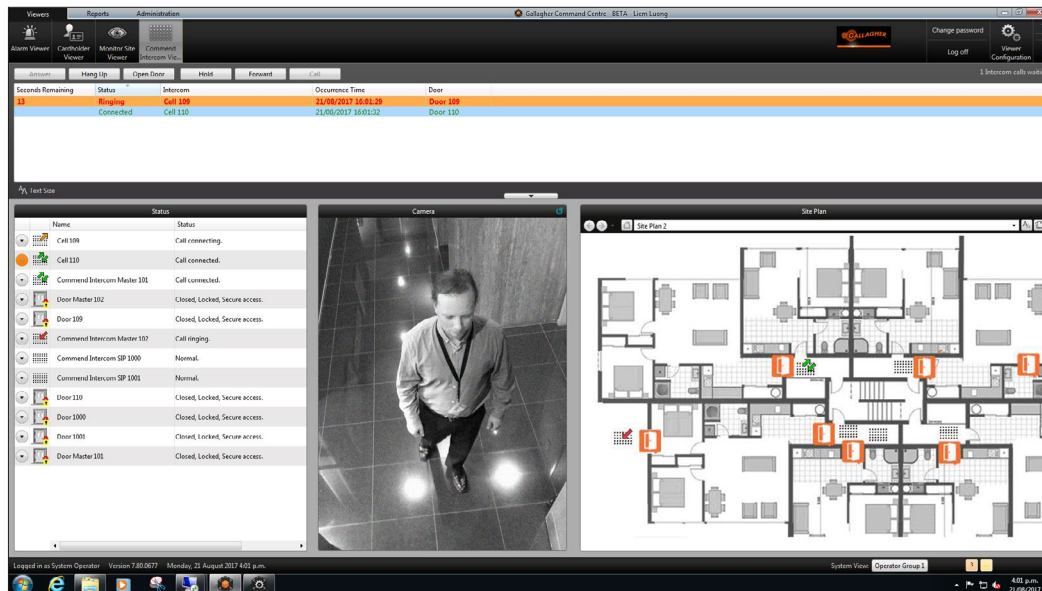 Viewers Reports Administration Gallagher Command Centre - BETA - Liem Luong
Alarm Viewer
Cardholder Viewer
Monitor Site Viewer
Commend Intercom Vie...
GALLAGHER
Change password
Log off
Viewer Configuration
Answer Hang Up Open Door Hold Forward Call
1 Intercom calls waiti
Seconds Remaining Status Intercom Occurrence Time Door
13 Ringing Cell 109 21/08/2017 16:01:29 Door 109
Connected Cell 110 21/08/2017 16:01:32 Door 110
Text Size
Status
Name Status
Cell 109 Call connecting.
Cell 110 Call connected.
Commend Intercom Master 101 Call connected.
Door Master 102 Closed, Locked, Secure access.
Door 109 Closed, Locked, Secure access.
Commend Intercom Master 102 Call ringing.
Commend Intercom SIP 1000 Normal.
Commend Intercom SIP 1001 Normal.
Door 110 Closed, Locked, Secure access.
Door 1000 Closed, Locked, Secure access.
Door 1001 Closed, Locked, Secure access.
Door Master 101 Closed, Locked, Secure access.
Camera
Site Plan
Site Plan 2
Logged in as System Operator Version 7.80.0677 Monday, 21 August 2017 4:01 p.m.
System View: Operator Group 1
3
4:01 p.m.
21/08/2017